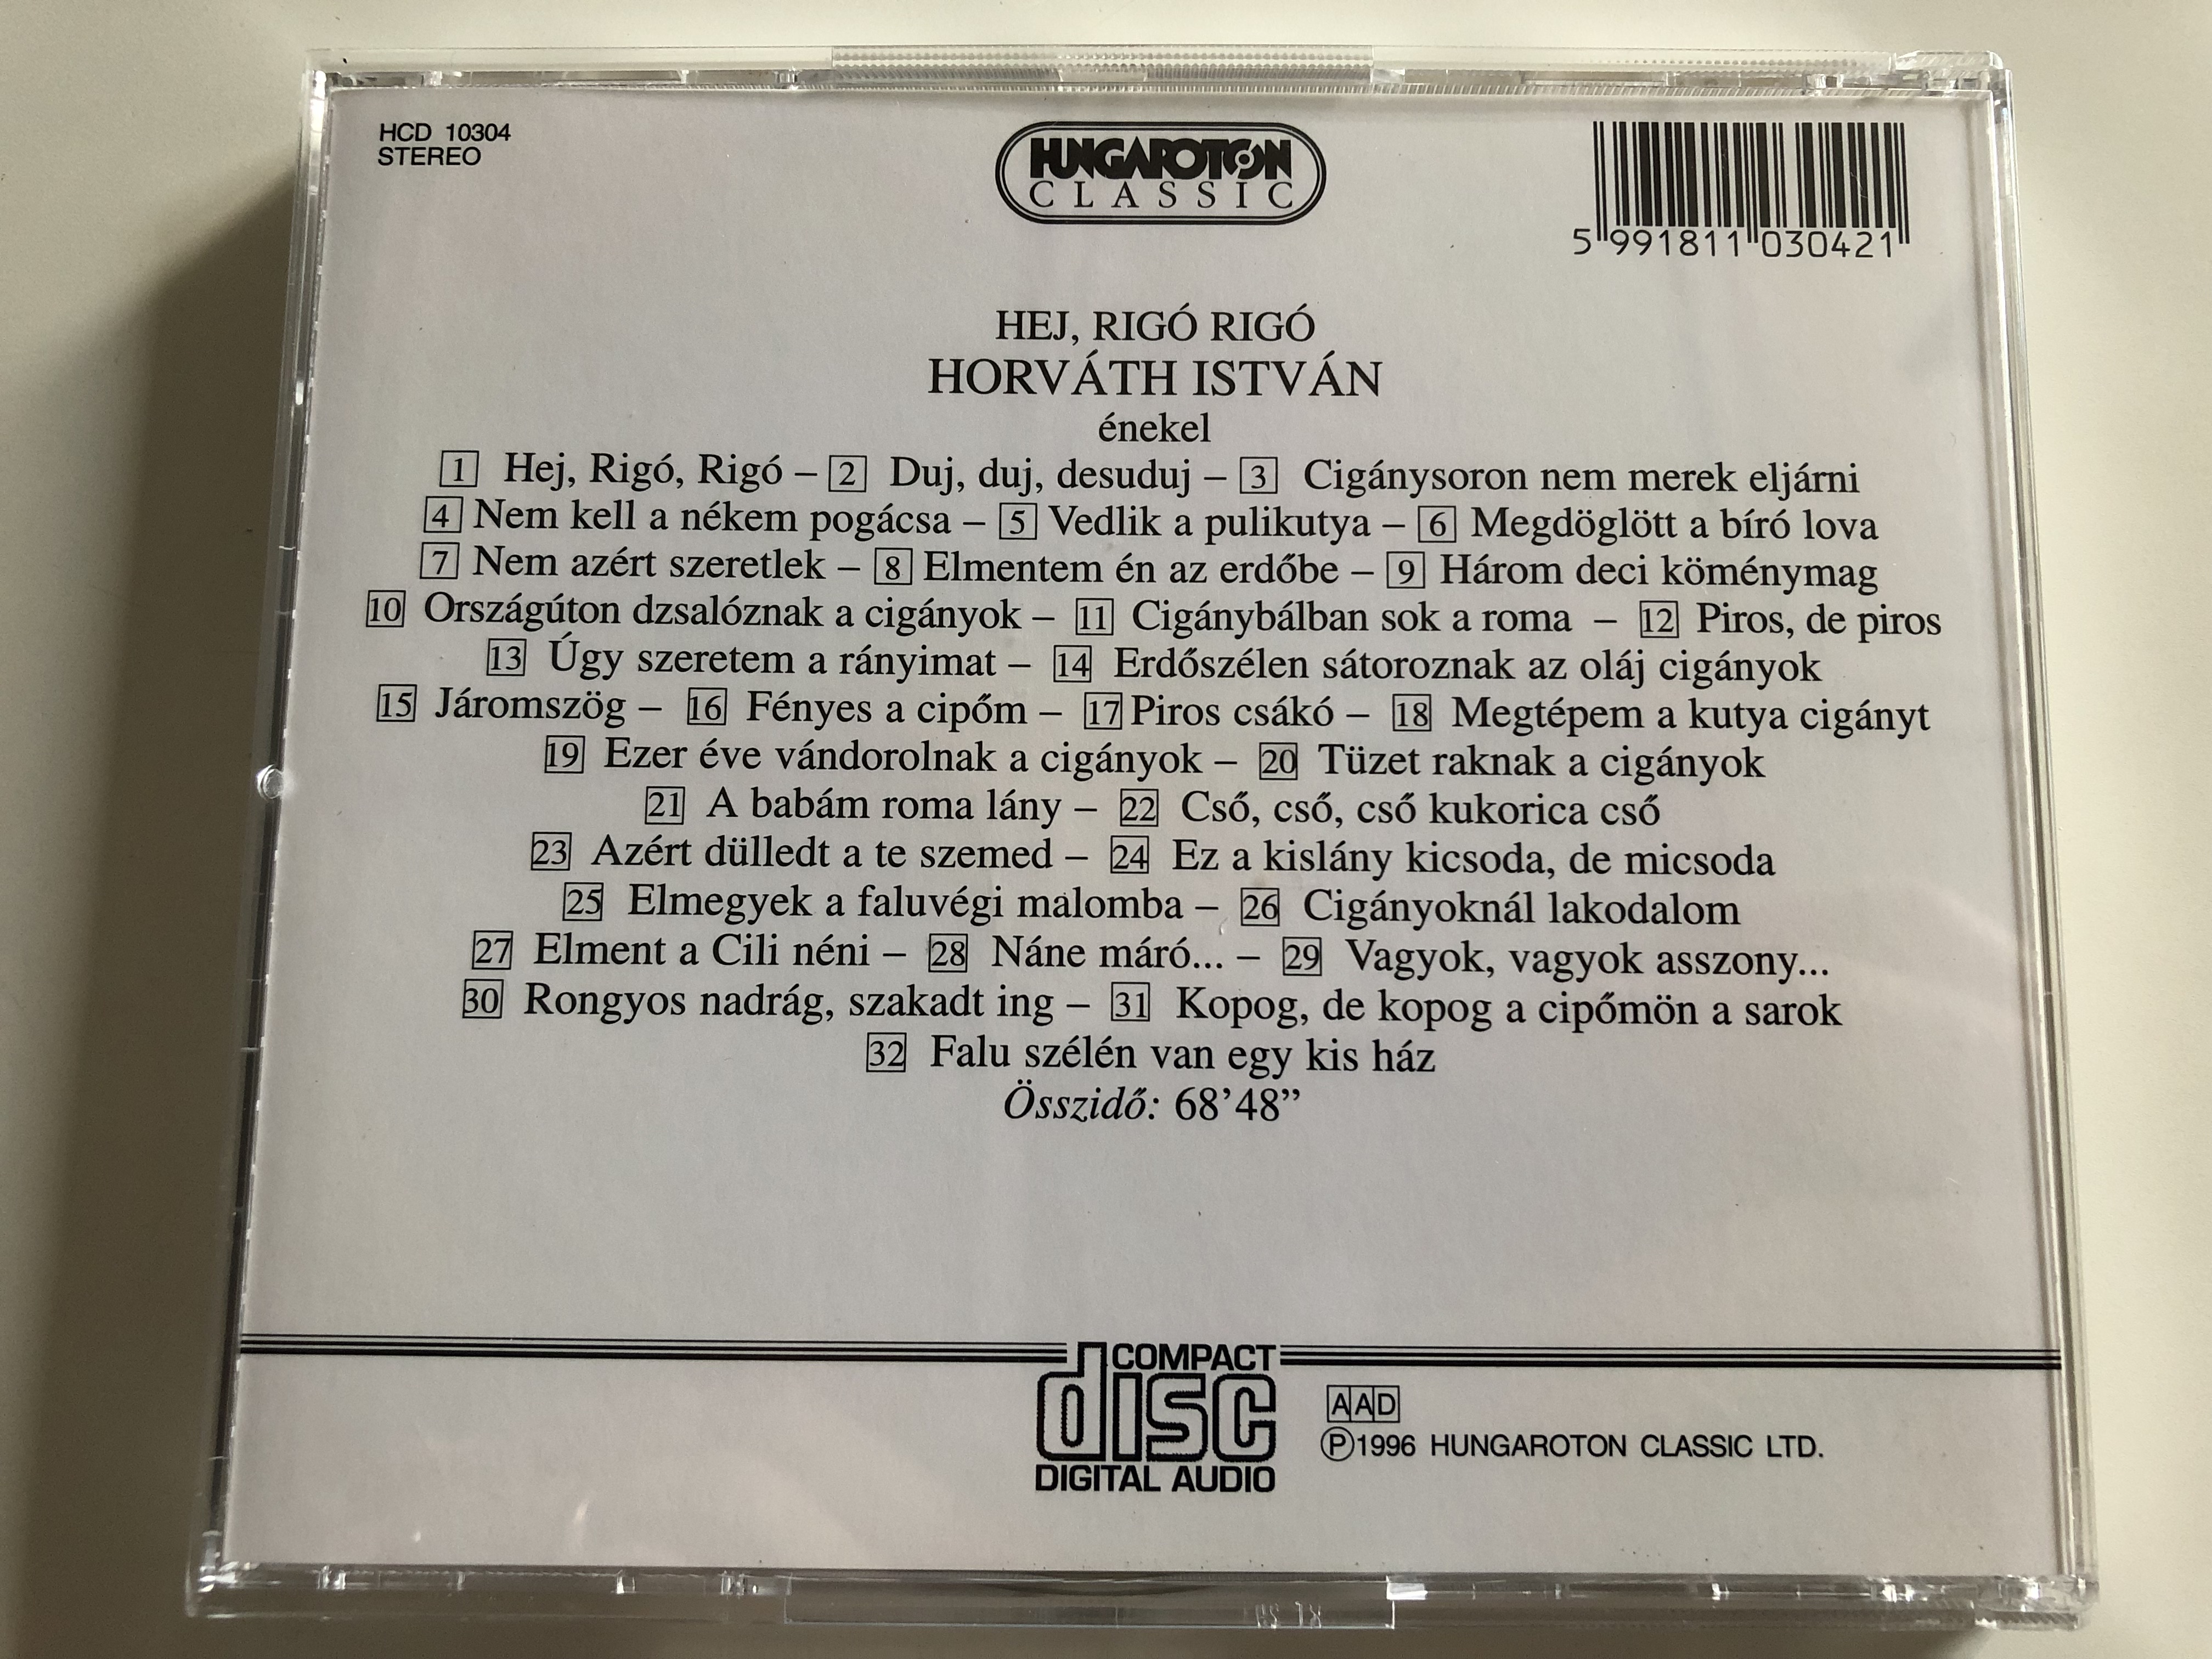 HCD 10304
STEREO
HUNGAROTON
CLASSIC
5 991811 030421
HEJ, RIGÓ RIGÓ
HORVÁTH ISTVÁN
énekel
1 Hej, Rigó, Rigó – 2 Duj, duj, desuduj – 3 Cigánysoron nem merek eljárni
4 Nem kell a nékem pogácsa – 5 Vedlik a pulikutya – 6 Megdöglött a bíró lova
7 Nem azért szeretlek – 8 Elmentem én az erdőbe – 9 Három deci köménymag
10 Országúton dzsalóznak a cigányok – 11 Cigánybálban sok a roma – 12 Piros, de piros
13 Úgy szeretem a rányimat – 14 Erdőszélen sátoroznak az oláj cigányok
15 Járomszög – 16 Fényes a cipőm – 17 Piros csákó – 18 Megtépem a kutya cigányt
19 Ezer éve vándorolnak a cigányok – 20 Tüzet raknak a cigányok
21 A babám roma lány – 22 Cső, cső, cső kukorica cső
23 Azért dülledt a te szemed – 24 Ez a kislány kicsoda, de micsoda
25 Elmegyek a faluvégi malomba – 26 Cigányoknál lakodalom
27 Elment a Cili néni – 28 Náne máró... – 29 Vagyok, vagyok asszony...
30 Rongyos nadrág, szakadt ing – 31 Kopog, de kopog a cipőmön a sarok
32 Falu szélén van egy kis ház
Összidő: 68’48”
COMPACT
disc
DIGITAL AUDIO
AAD
Ⓟ1996 HUNGAROTON CLASSIC LTD.